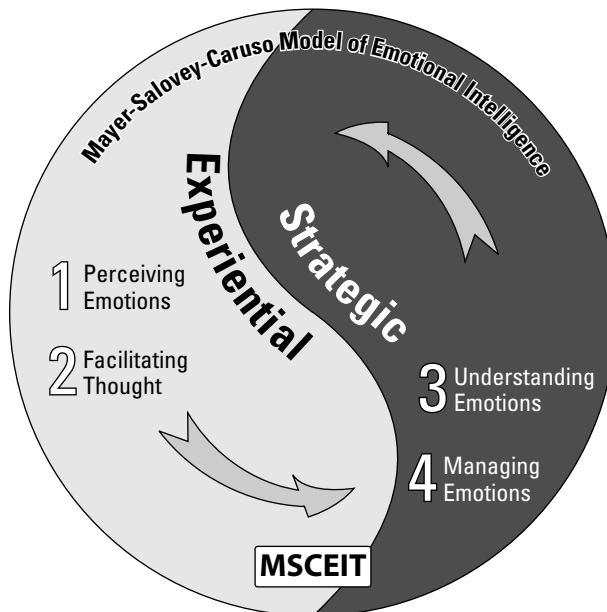 Mayer-Salovey-Caruso Model of Emotional Intelligence
Experiential
Strategic
1 Perceiving
Emotions
2 Facilitating
Thought
3 Understanding
Emotions
4 Managing
Emotions
MSCEIT